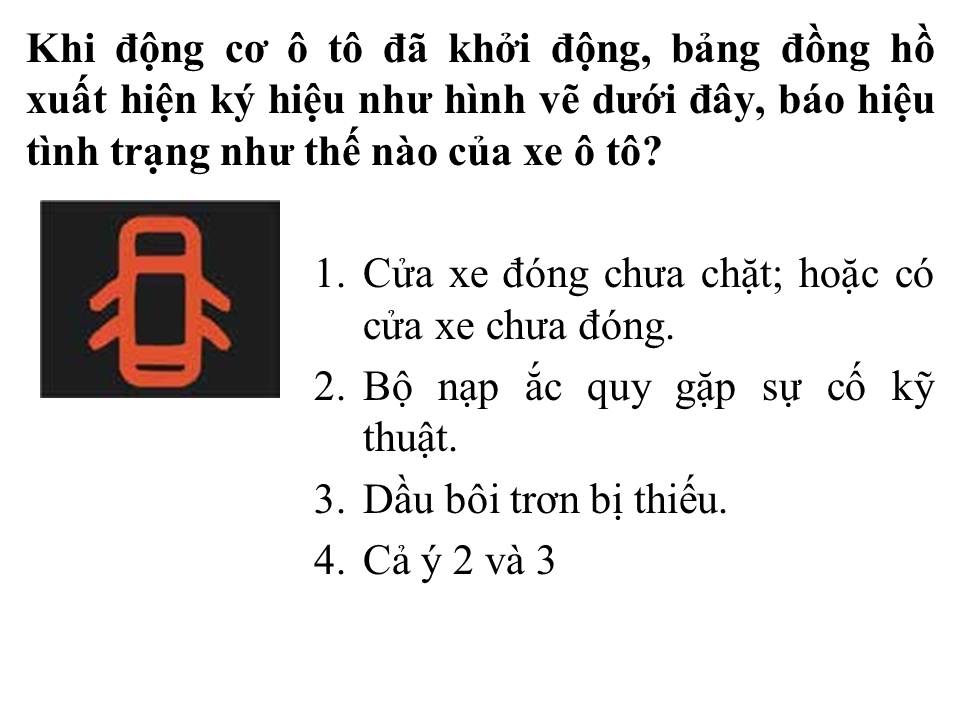 Khi động cơ ô tô đã khởi động, bảng đồng hồ
xuất hiện ký hiệu như hình vẽ dưới đây, báo hiệu
tình trạng như thế nào của xe ô tô?
1. Cửa xe đóng chưa chặt; hoặc có
cửa xe chưa đóng.
2. Bộ nạp ắc quy gặp sự cố kỹ
thuật.
3. Dầu bôi trơn bị thiếu.
4. Cả ý 2 và 3